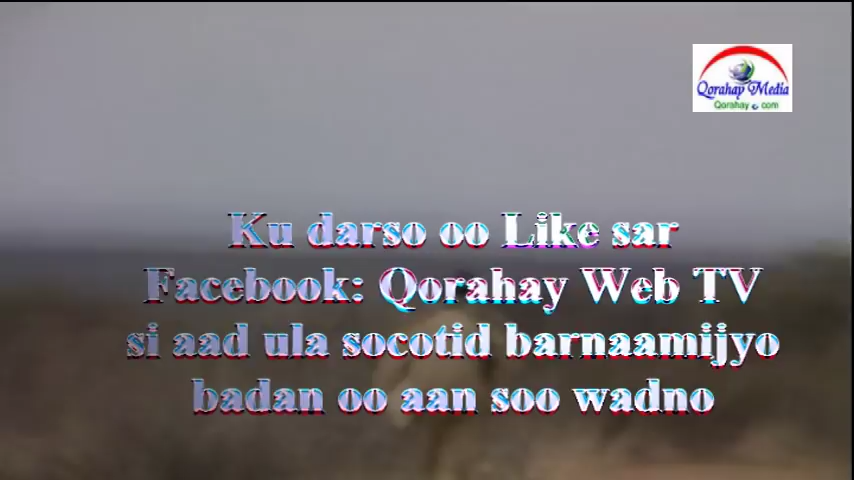 Qorahay Media
Qorahay.com
Ku darso oo Like sar
Facebook: Qorahay Web TV
si aad ula socotid barnaamijyo
badan oo aan soo wadno